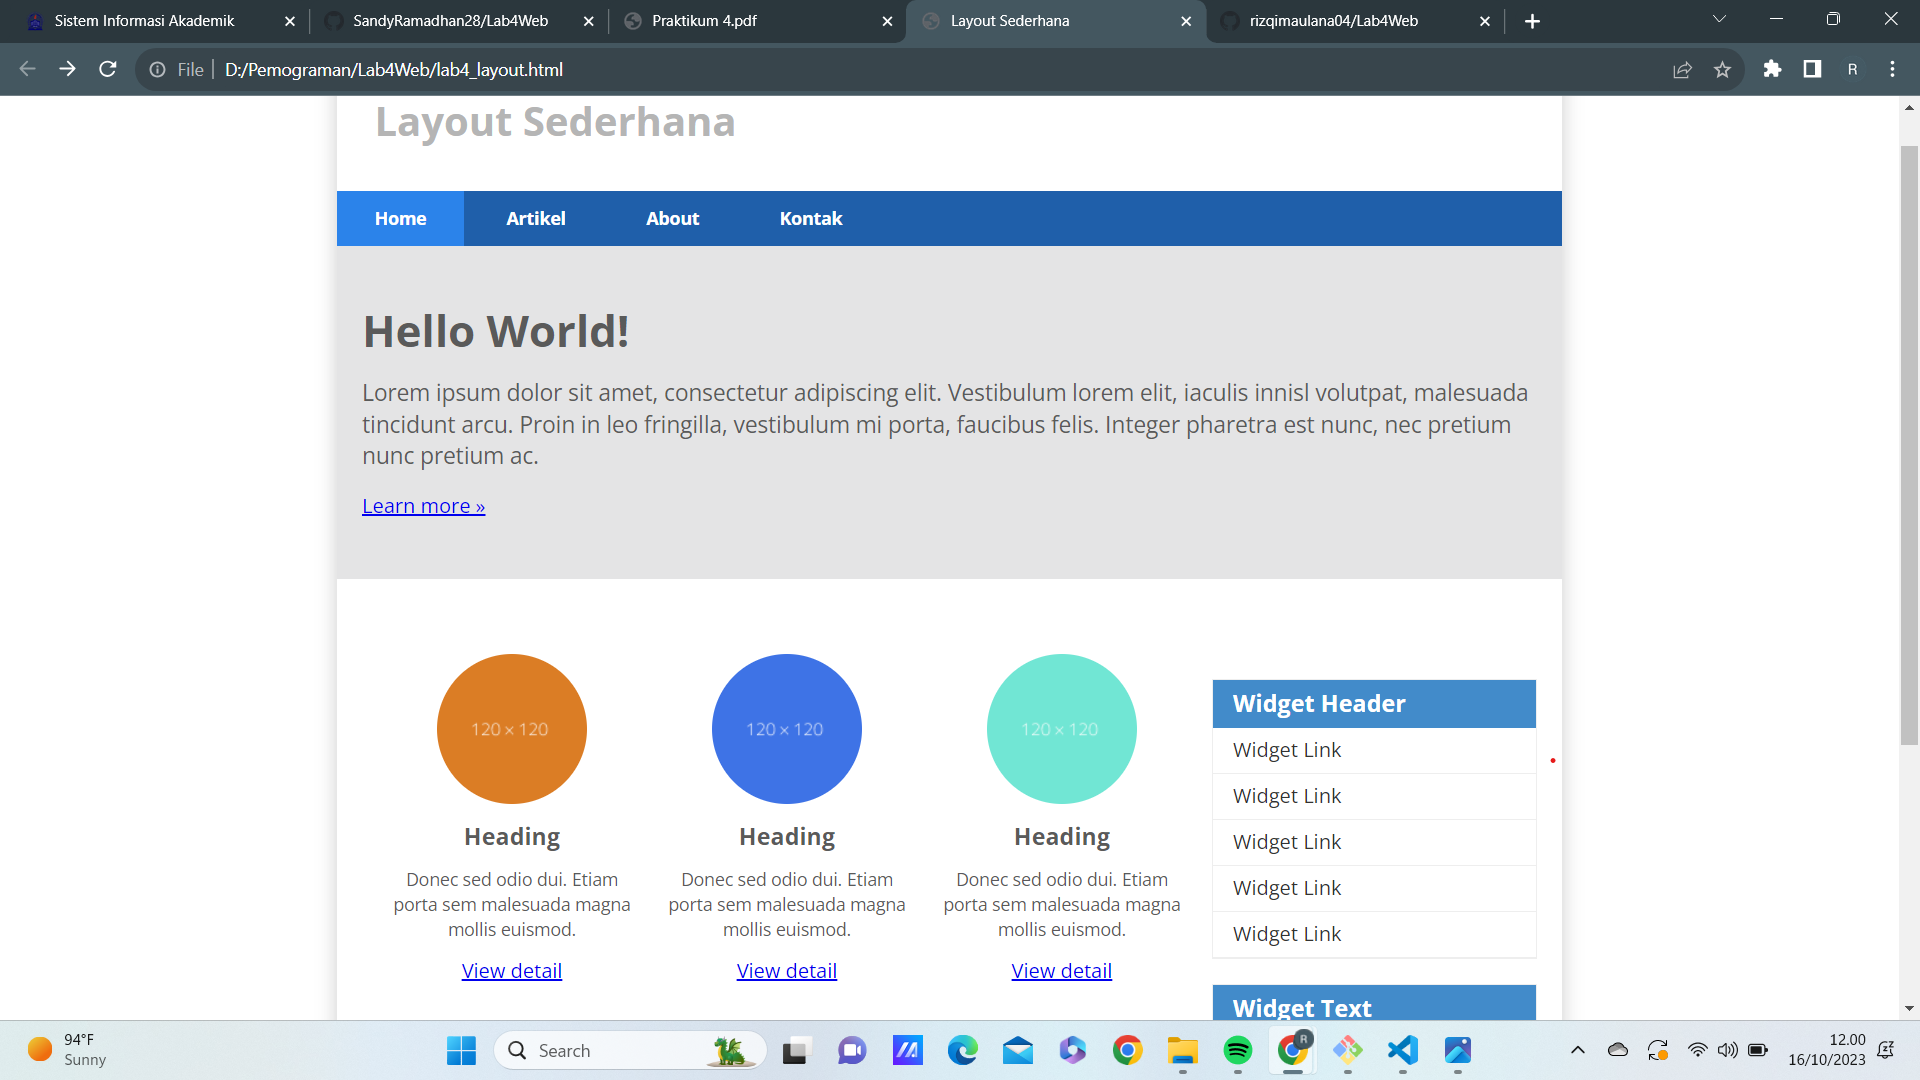 Sistem Informasi Akademik
SandyRamadhan28/Lab4Web
Praktikum 4.pdf
Layout Sederhana
rizqimaulana04/Lab4Web
File
D:/Pemograman/Lab4Web/lab4_layout.html
R
Layout Sederhana
Home Artikel About Kontak
Hello World!
Lorem ipsum dolor sit amet, consectetur adipiscing elit. Vestibulum lorem elit, iaculis innisl volutpat, malesuada
tincidunt arcu. Proin in leo fringilla, vestibulum mi porta, faucibus felis. Integer pharetra est nunc, nec pretium
nunc pretium ac.
Learn more »
120 × 120
Heading
Donec sed odio dui. Etiam
porta sem malesuada magna
mollis euismod.
View detail
120 × 120
Heading
Donec sed odio dui. Etiam
porta sem malesuada magna
mollis euismod.
View detail
120 × 120
Heading
Donec sed odio dui. Etiam
porta sem malesuada magna
mollis euismod.
View detail
Widget Header
Widget Link
Widget Link
Widget Link
Widget Link
Widget Link
Widget Text
94°F
Sunny
Search
R
12.00
16/10/2023